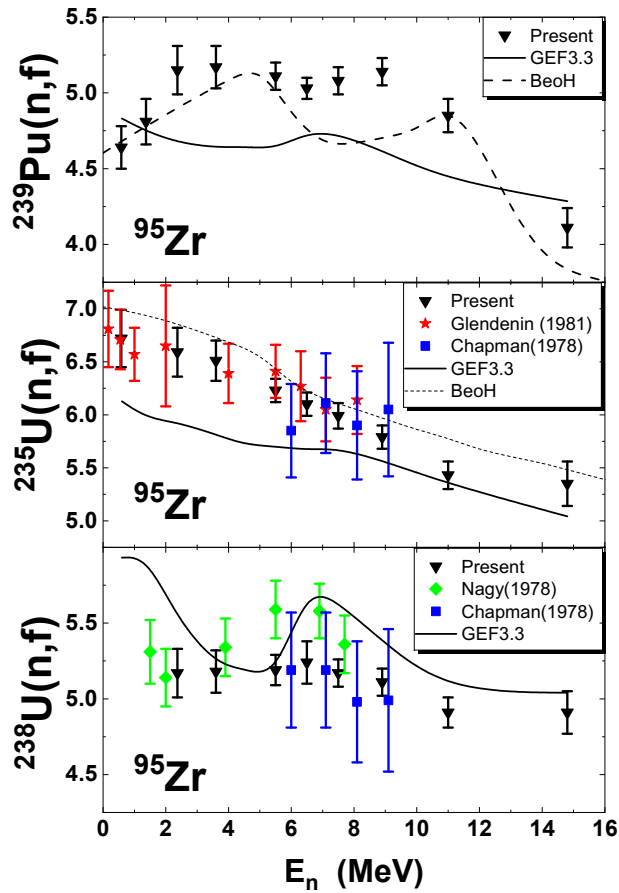 5.5
5.0
4.5
4.0
²³⁹Pu(n,f)
⁹⁵Zr
Present
GEF3.3
BeoH
7.0
6.5
6.0
5.5
5.0
²³⁵U(n,f)
⁹⁵Zr
Present
Glendenin (1981)
Chapman(1978)
GEF3.3
BeoH
5.5
5.0
4.5
²³⁸U(n,f)
⁹⁵Zr
Present
Nagy(1978)
Chapman(1978)
GEF3.3
0 2 4 6 8 10 12 14 16
Eₙ (MeV)